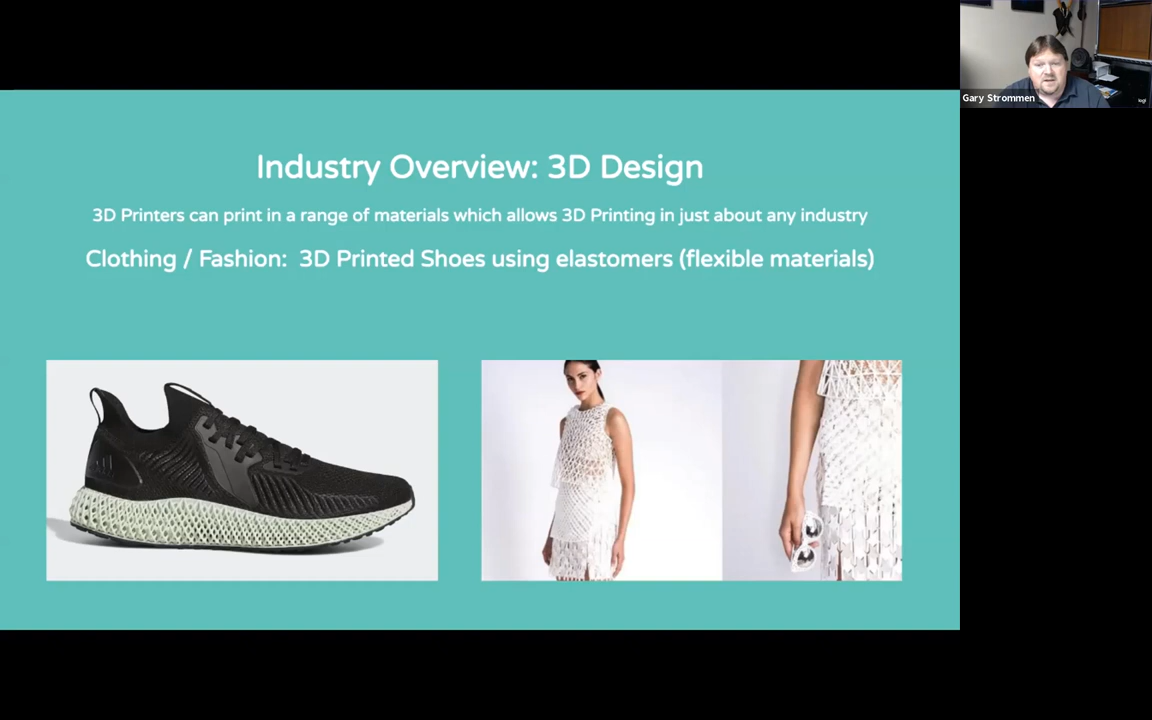 Industry Overview: 3D Design
3D Printers can print in a range of materials which allows 3D Printing in just about any industry
Clothing / Fashion: 3D Printed Shoes using elastomers (flexible materials)
Gary Strommen
logi